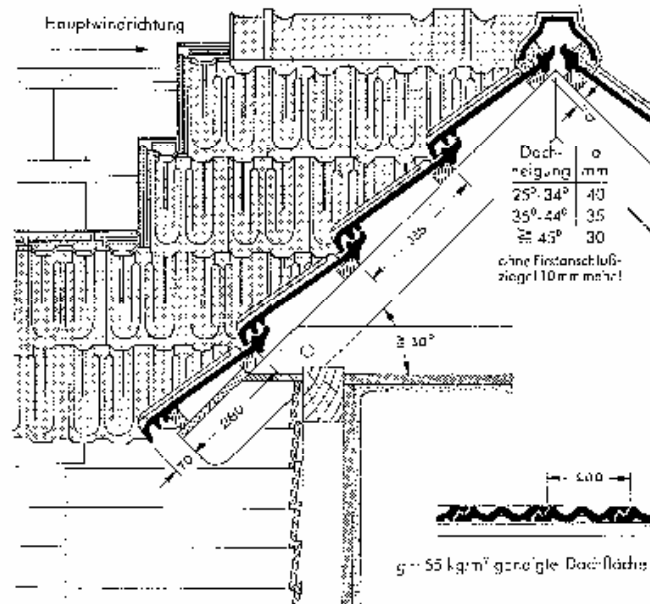 Hauptwindrichtung
Dach- a
neigung mm
25°-34° 40
35°-44° 35
≧ 45° 30
ohne Firstanschluß-
ziegel 10 mm mehr!
335
≧ 30°
280
70
200
g = 55 kg/m² geneigte Dachfläche